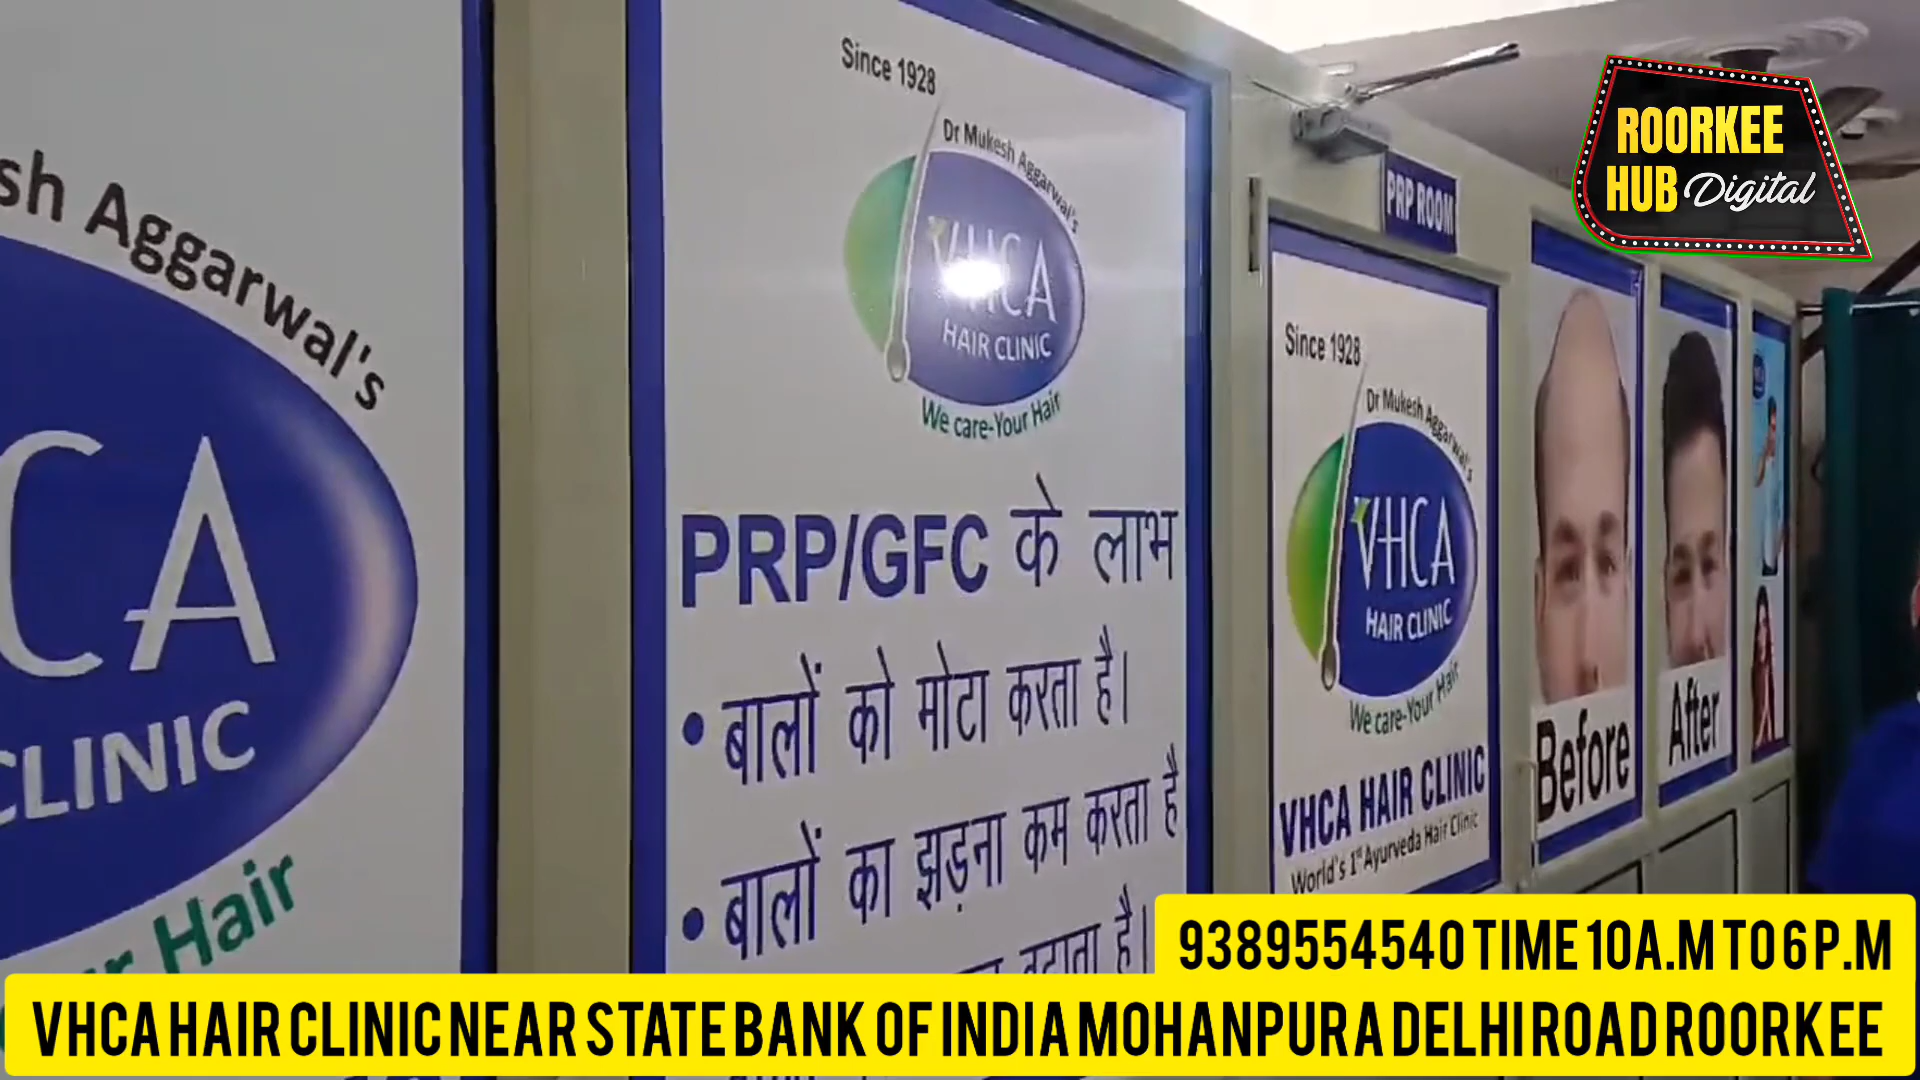 sh Aggarwal's
CA
CLINIC
r Hair
Since 1928
Dr Mukesh Aggarwal's
VHCA
HAIR CLINIC
We care-Your Hair
PRP/GFC के लाभ
• बालों को मोटा करता है।
• बालों का झड़ना कम करता है
है।
PRP ROOM
Since 1928
Dr Mukesh Aggarwal's
VHCA
HAIR CLINIC
We care-Your Hair
VHCA HAIR CLINIC
World's 1st Ayurveda Hair Clinic
Before
After
ROORKEE
HUB Digital
9389554540 TIME 10A.M TO 6 P.M
VHCA HAIR CLINIC NEAR STATE BANK OF INDIA MOHANPURA DELHI ROAD ROORKEE